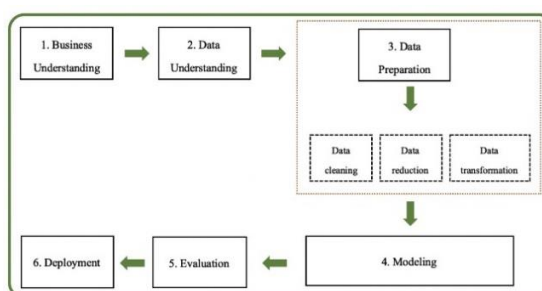 1. Business
Understanding
2. Data
Understanding
3. Data
Preparation
Data
cleaning
Data
reduction
Data
transformation
4. Modeling
5. Evaluation
6. Deployment